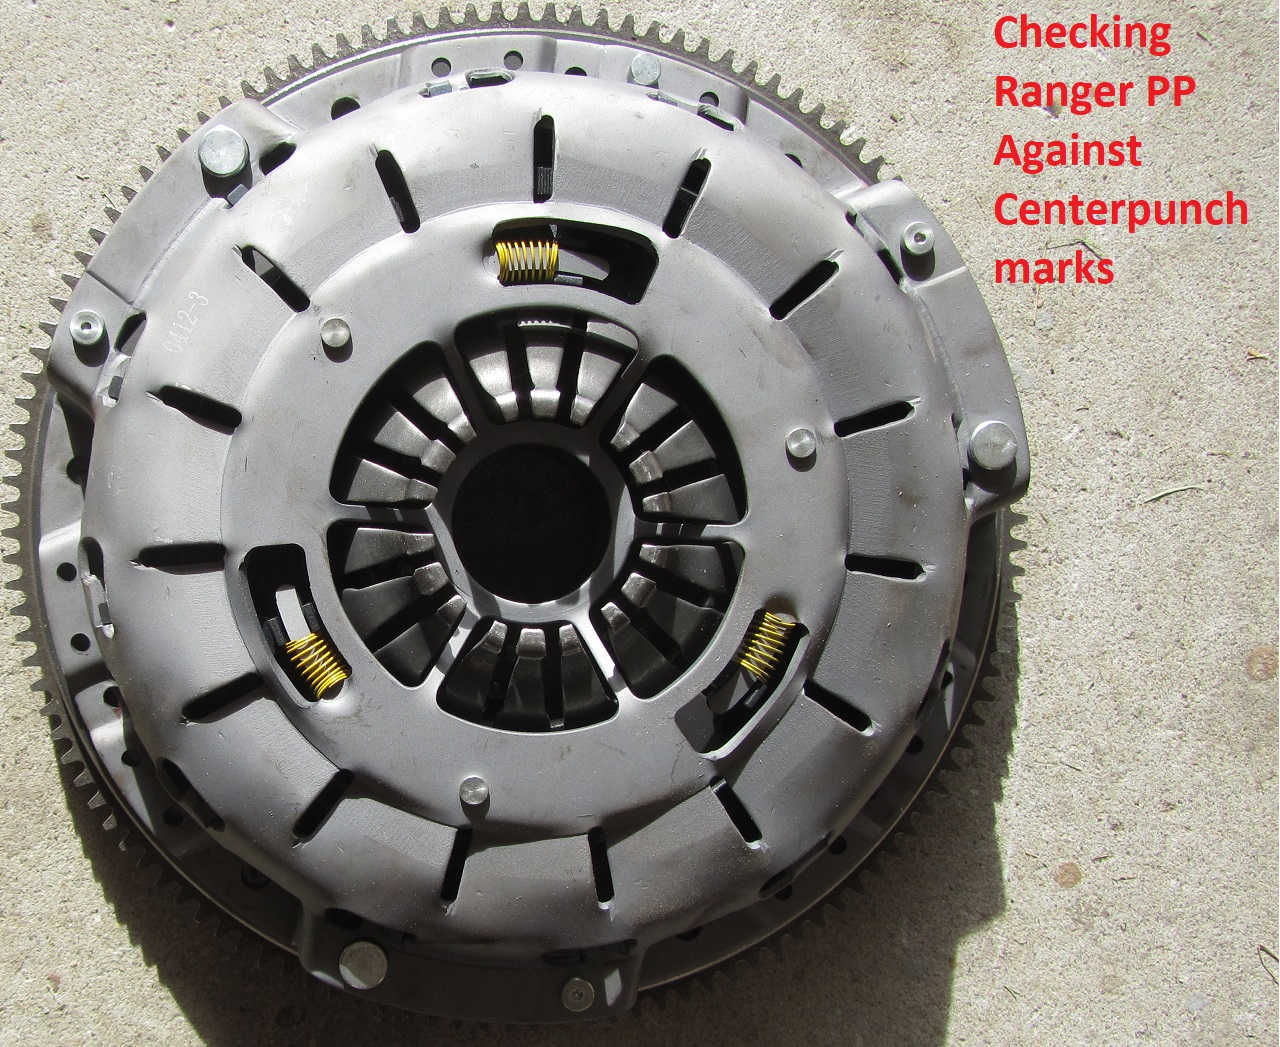 Checking
Ranger PP
Against
Centerpunch
marks
0412-3